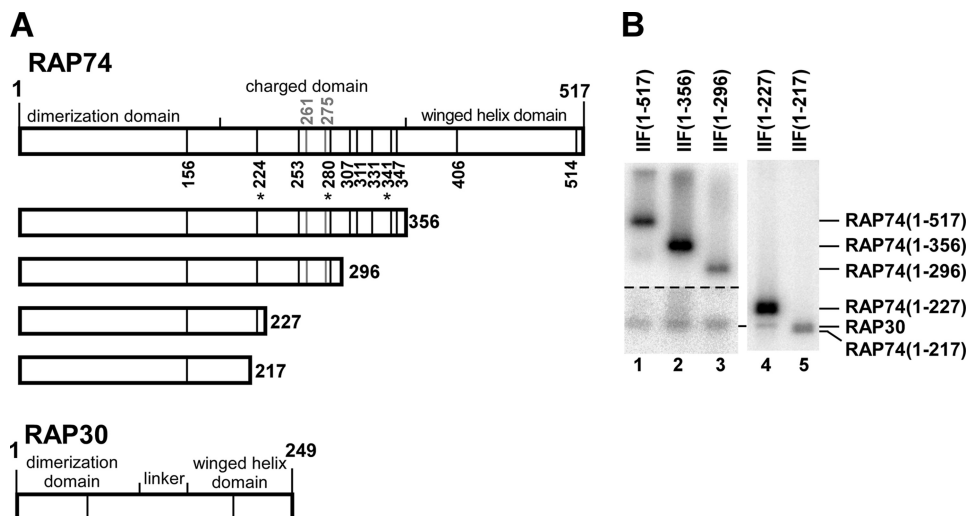 A
RAP74
1
517
charged domain
dimerization domain
261
275
winged helix domain
156
224
253
280
307
311
331
341
347
406
514
* * *
356
296
227
217
RAP30
1
249
dimerization
domain
linker
winged helix
domain
B
IIF(1-517)
IIF(1-356)
IIF(1-296)
IIF(1-227)
IIF(1-217)
RAP74(1-517)
RAP74(1-356)
RAP74(1-296)
RAP74(1-227)
RAP30
RAP74(1-217)
1 2 3 4 5